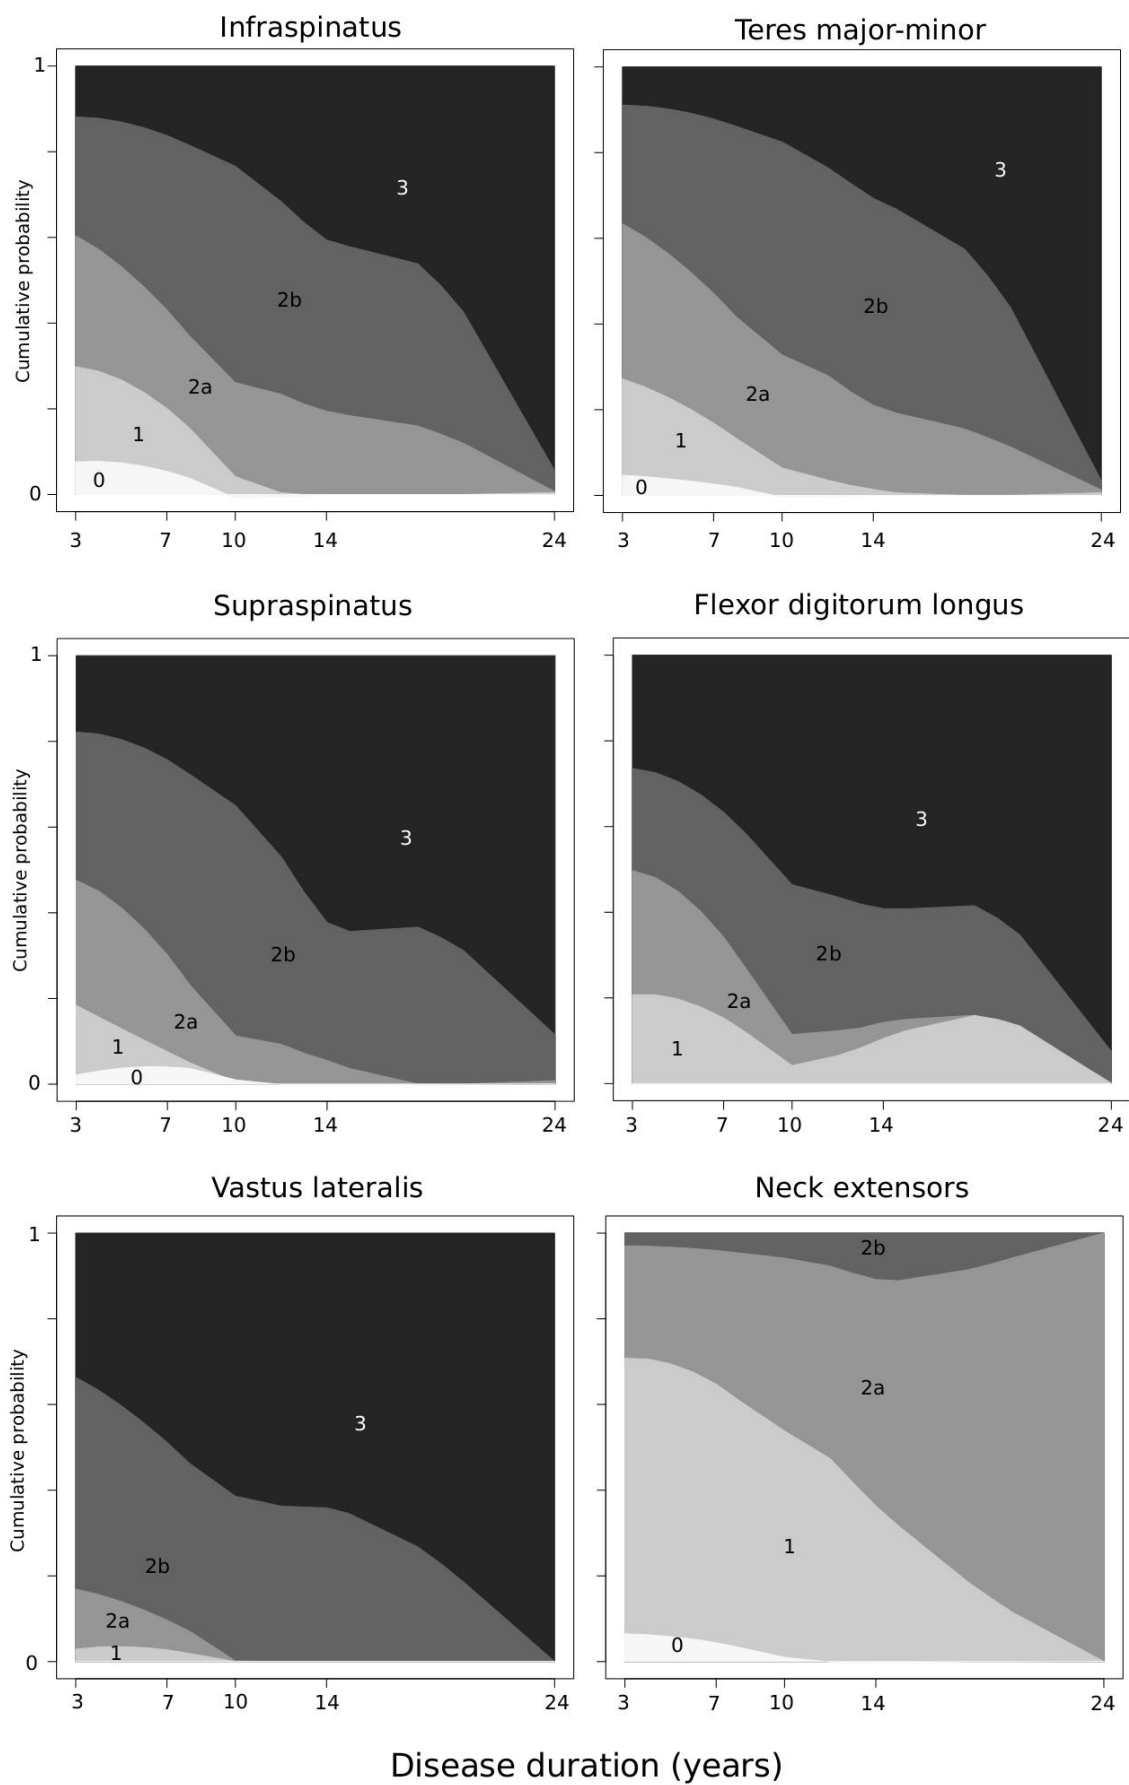 Infraspinatus
Teres major-minor
Cumulative probability
1
0
3
2b
2a
1
0
3 7 10 14 24
3
2b
2a
1
0
3 7 10 14 24
Supraspinatus
Flexor digitorum longus
Cumulative probability
1
0
3
2b
2a
1
0
3 7 10 14 24
3
2b
2a
1
3 7 10 14 24
Vastus lateralis
Neck extensors
Cumulative probability
1
0
3
2b
2a
1
3 7 10 14 24
2b
2a
1
0
3 7 10 14 24
Disease duration (years)